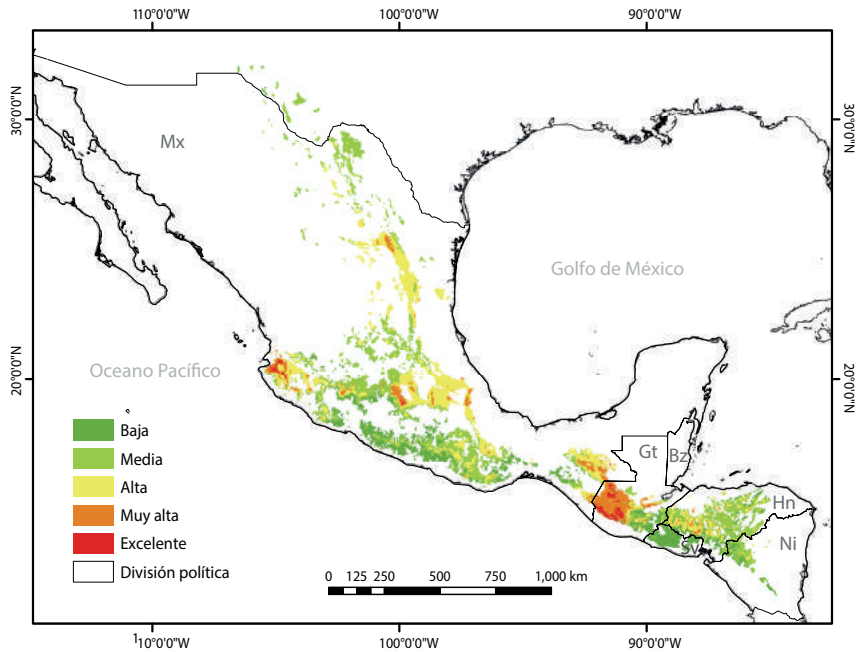 110°0'0"W 100°0'0"W 90°0'0"W
30°0'0"N 30°0'0"N
Mx
Golfo de México
Oceano Pacífico
20°0'0"N 20°0'0"N
Baja
Media
Alta
Muy alta
Excelente
División política
Gt Bz
Hn
Sv Ni
0 125 250 500 750 1,000 km
110°0'0"W 100°0'0"W 90°0'0"W